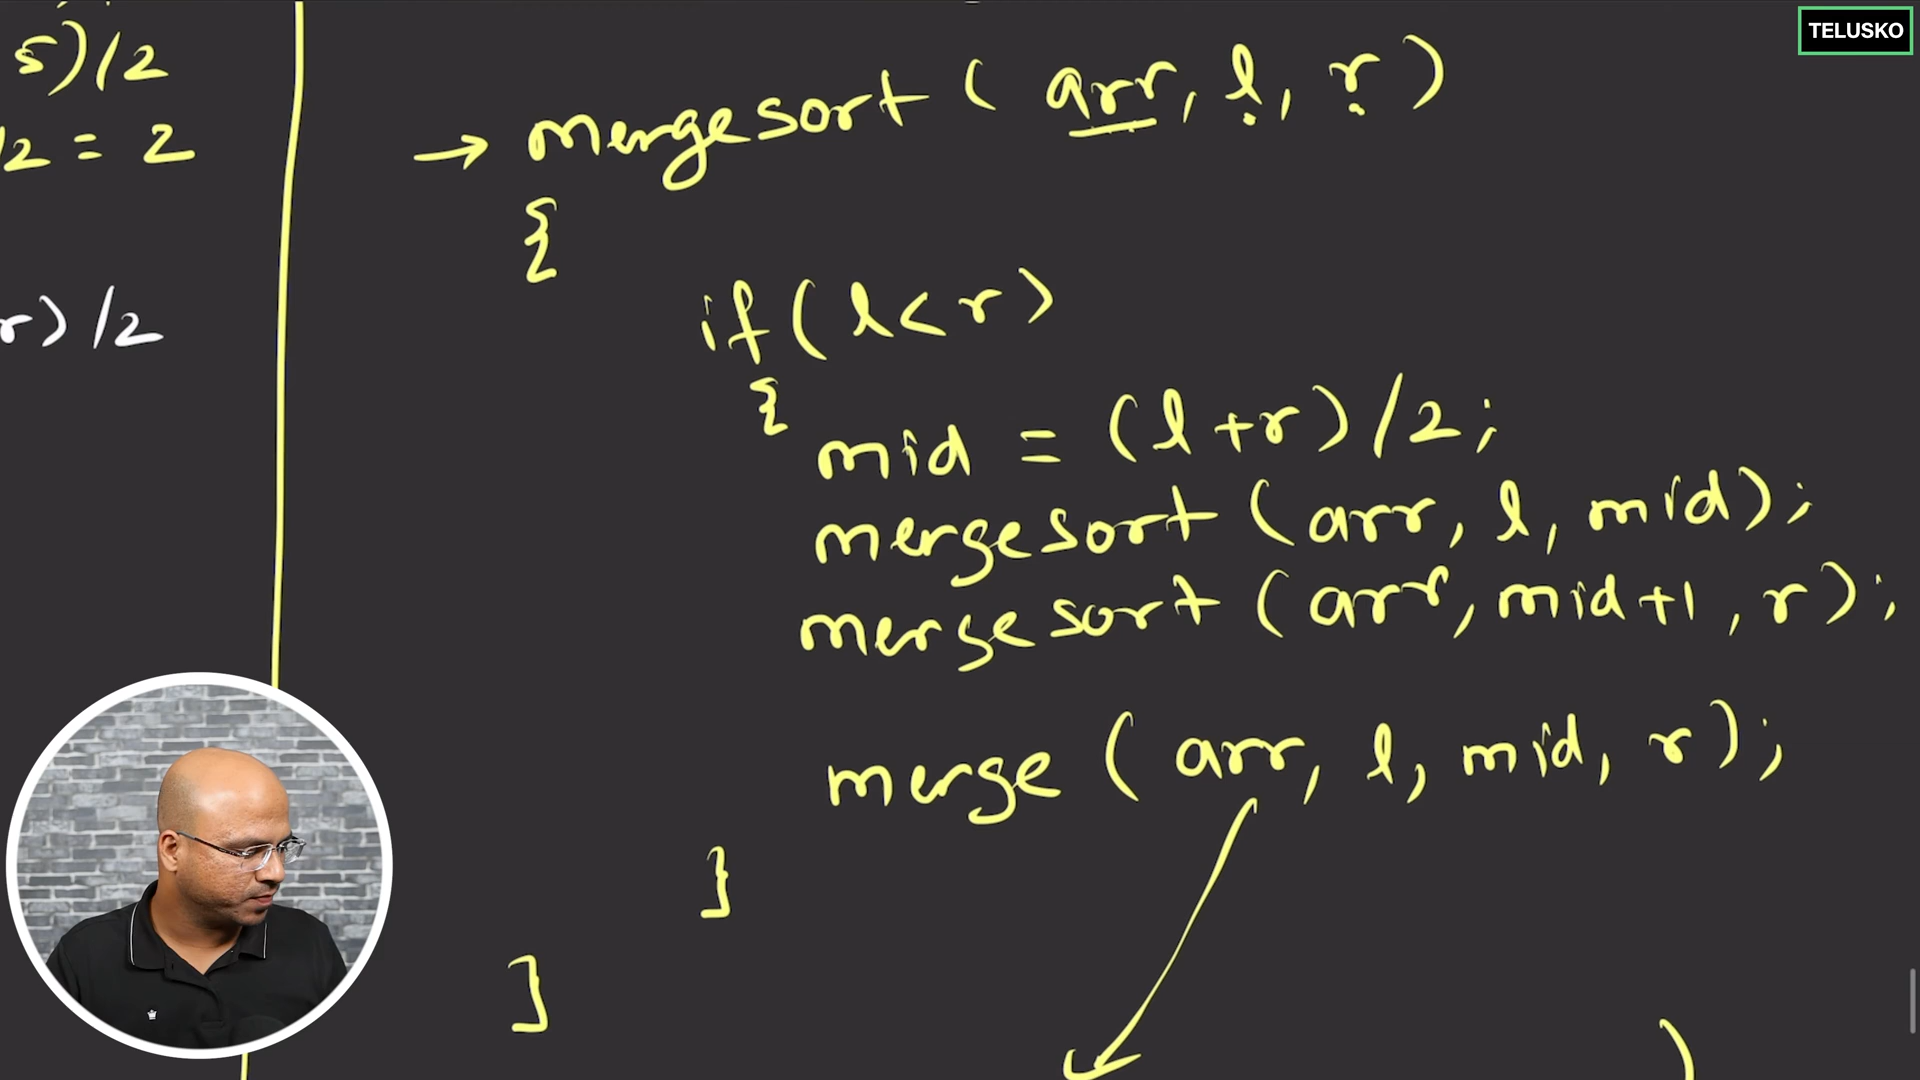 TELUSKO
5)/2
/2 = 2
r)/2
→ mergesort ( arr, l, r )
{
if ( l < r )
{
mid = (l+r)/2;
mergesort (arr, l, mid);
mergesort (arr, mid+1, r);
merge ( arr, l, mid, r);
}
}
)